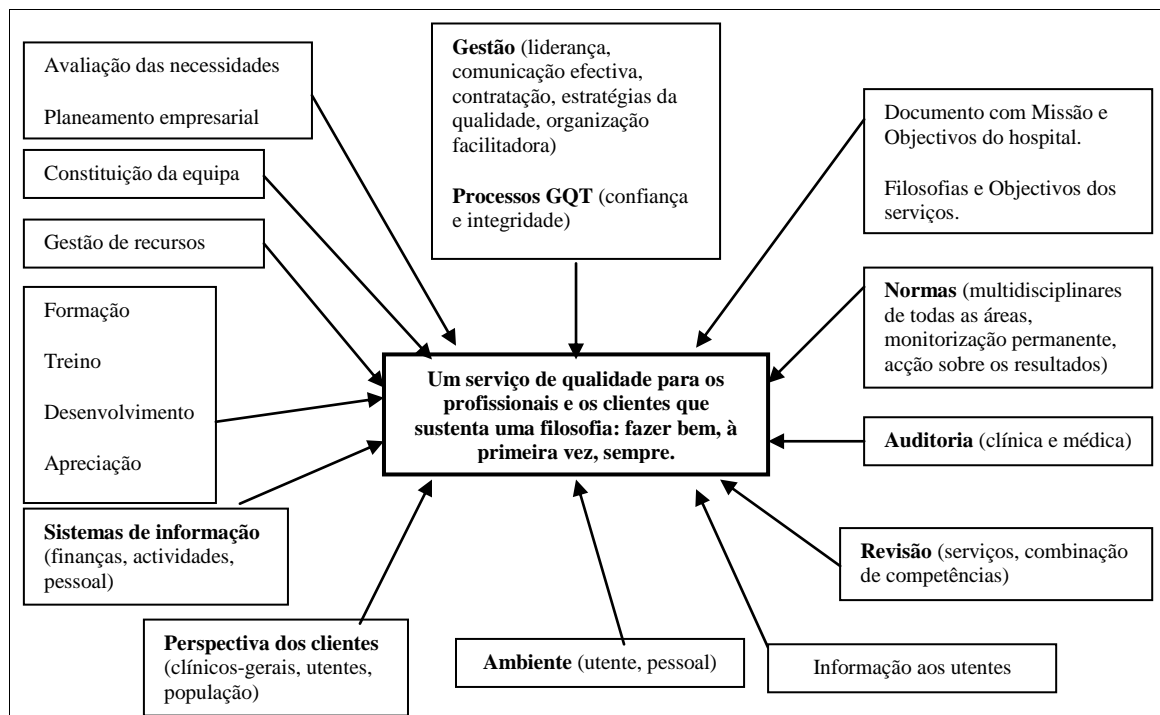 Avaliação das necessidades
Planeamento empresarial
Constituição da equipa
Gestão de recursos
Formação
Treino
Desenvolvimento
Apreciação
Sistemas de informação
(finanças, actividades,
pessoal)
Perspectiva dos clientes
(clínicos-gerais, utentes,
população)
Gestão (liderança,
comunicação efectiva,
contratação, estratégias da
qualidade, organização
facilitadora)
Processos GQT (confiança
e integridade)
Um serviço de qualidade para os
profissionais e os clientes que
sustenta uma filosofia: fazer bem, à
primeira vez, sempre.
Ambiente (utente, pessoal)
Documento com Missão e
Objectivos do hospital.
Filosofias e Objectivos dos
serviços.
Normas (multidisciplinares
de todas as áreas,
monitorização permanente,
acção sobre os resultados)
Auditoria (clínica e médica)
Revisão (serviços, combinação
de competências)
Informação aos utentes